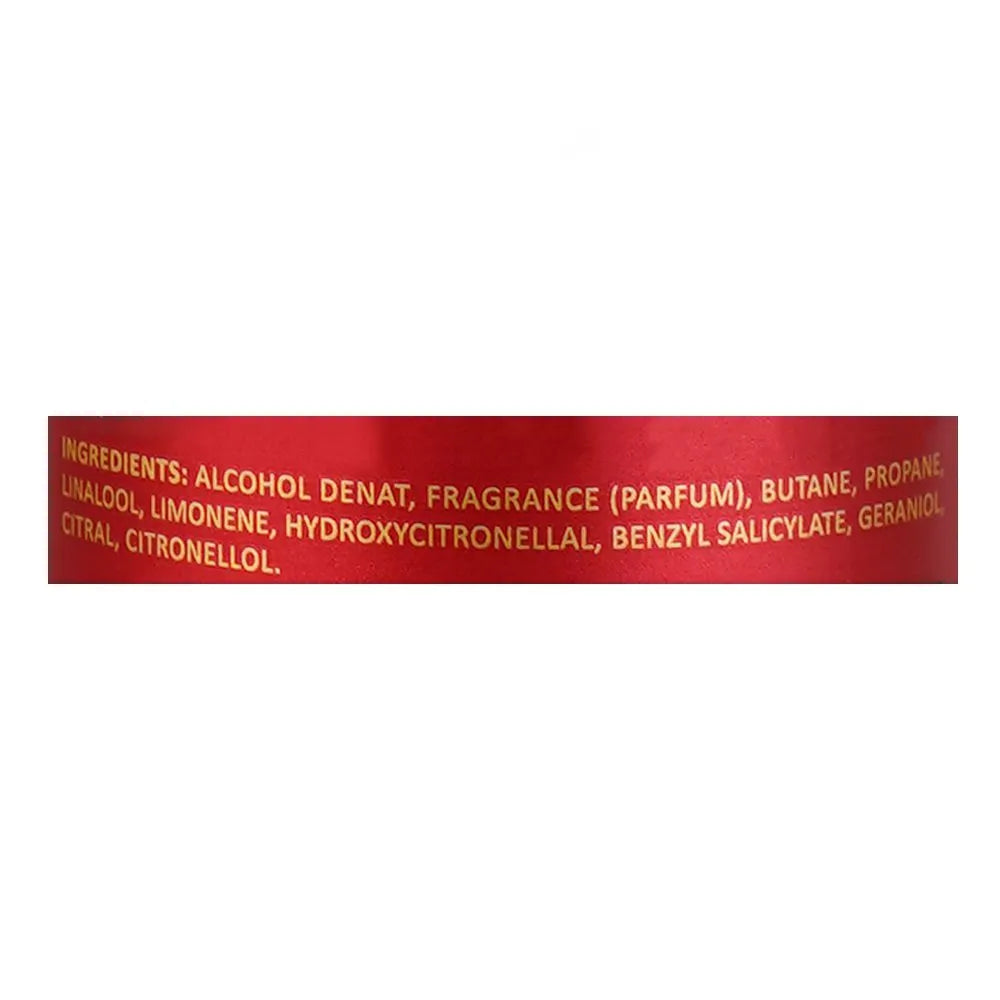 INGREDIENTS: ALCOHOL DENAT, FRAGRANCE (PARFUM), BUTANE, PROPANE,
LINALOOL, LIMONENE, HYDROXYCITRONELLAL, BENZYL SALICYLATE, GERANIOL,
CITRAL, CITRONELLOL.